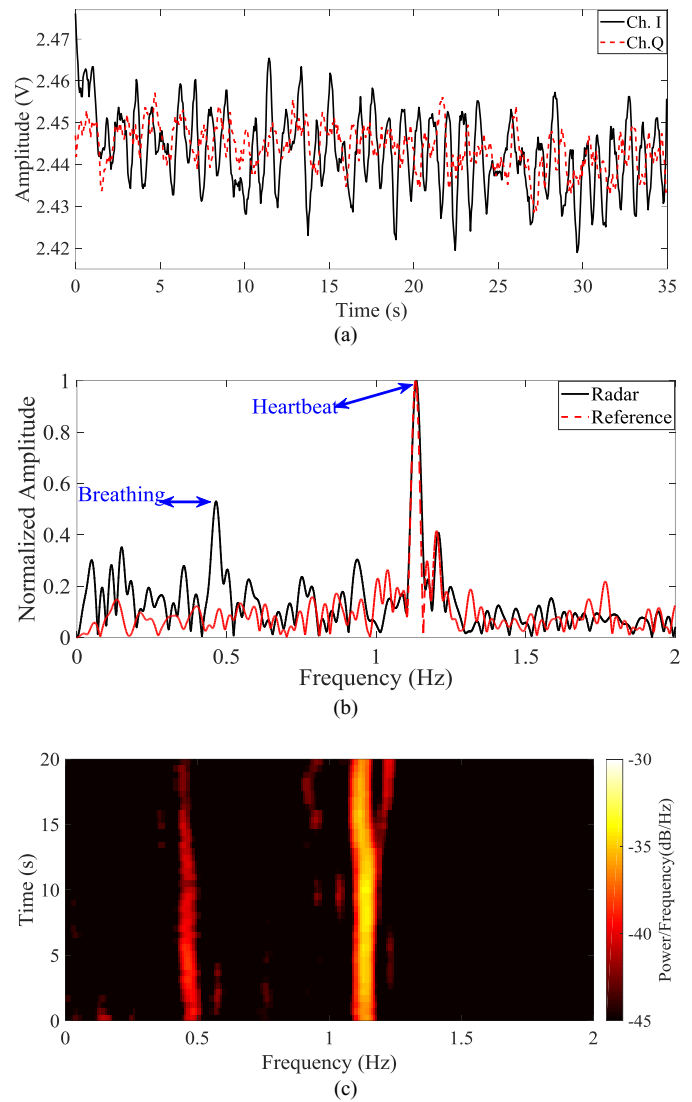 2.47
2.46
2.45
2.44
2.43
2.42
Amplitude (V)
Ch. I
Ch.Q
0 5 10 15 20 25 30 35
Time (s)
(a)
1
0.8
0.6
0.4
0.2
0
Normalized Amplitude
Heartbeat
Breathing
Radar
Reference
0 0.5 1 1.5 2
Frequency (Hz)
(b)
20
15
10
5
0
Time (s)
0 0.5 1 1.5 2
Frequency (Hz)
-30
-35
-40
-45
Power/Frequency(dB/Hz)
(c)